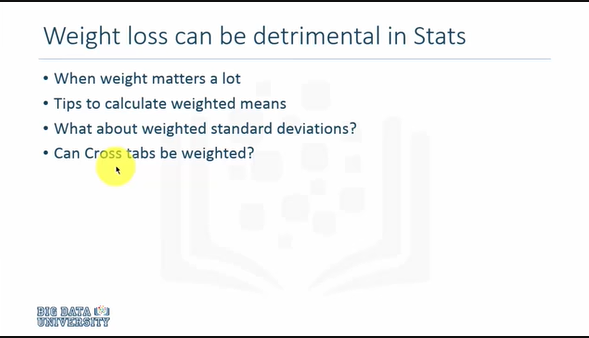 Weight loss can be detrimental in Stats
• When weight matters a lot
• Tips to calculate weighted means
• What about weighted standard deviations?
• Can Cross tabs be weighted?
BIG DATA
UNIVERSITY